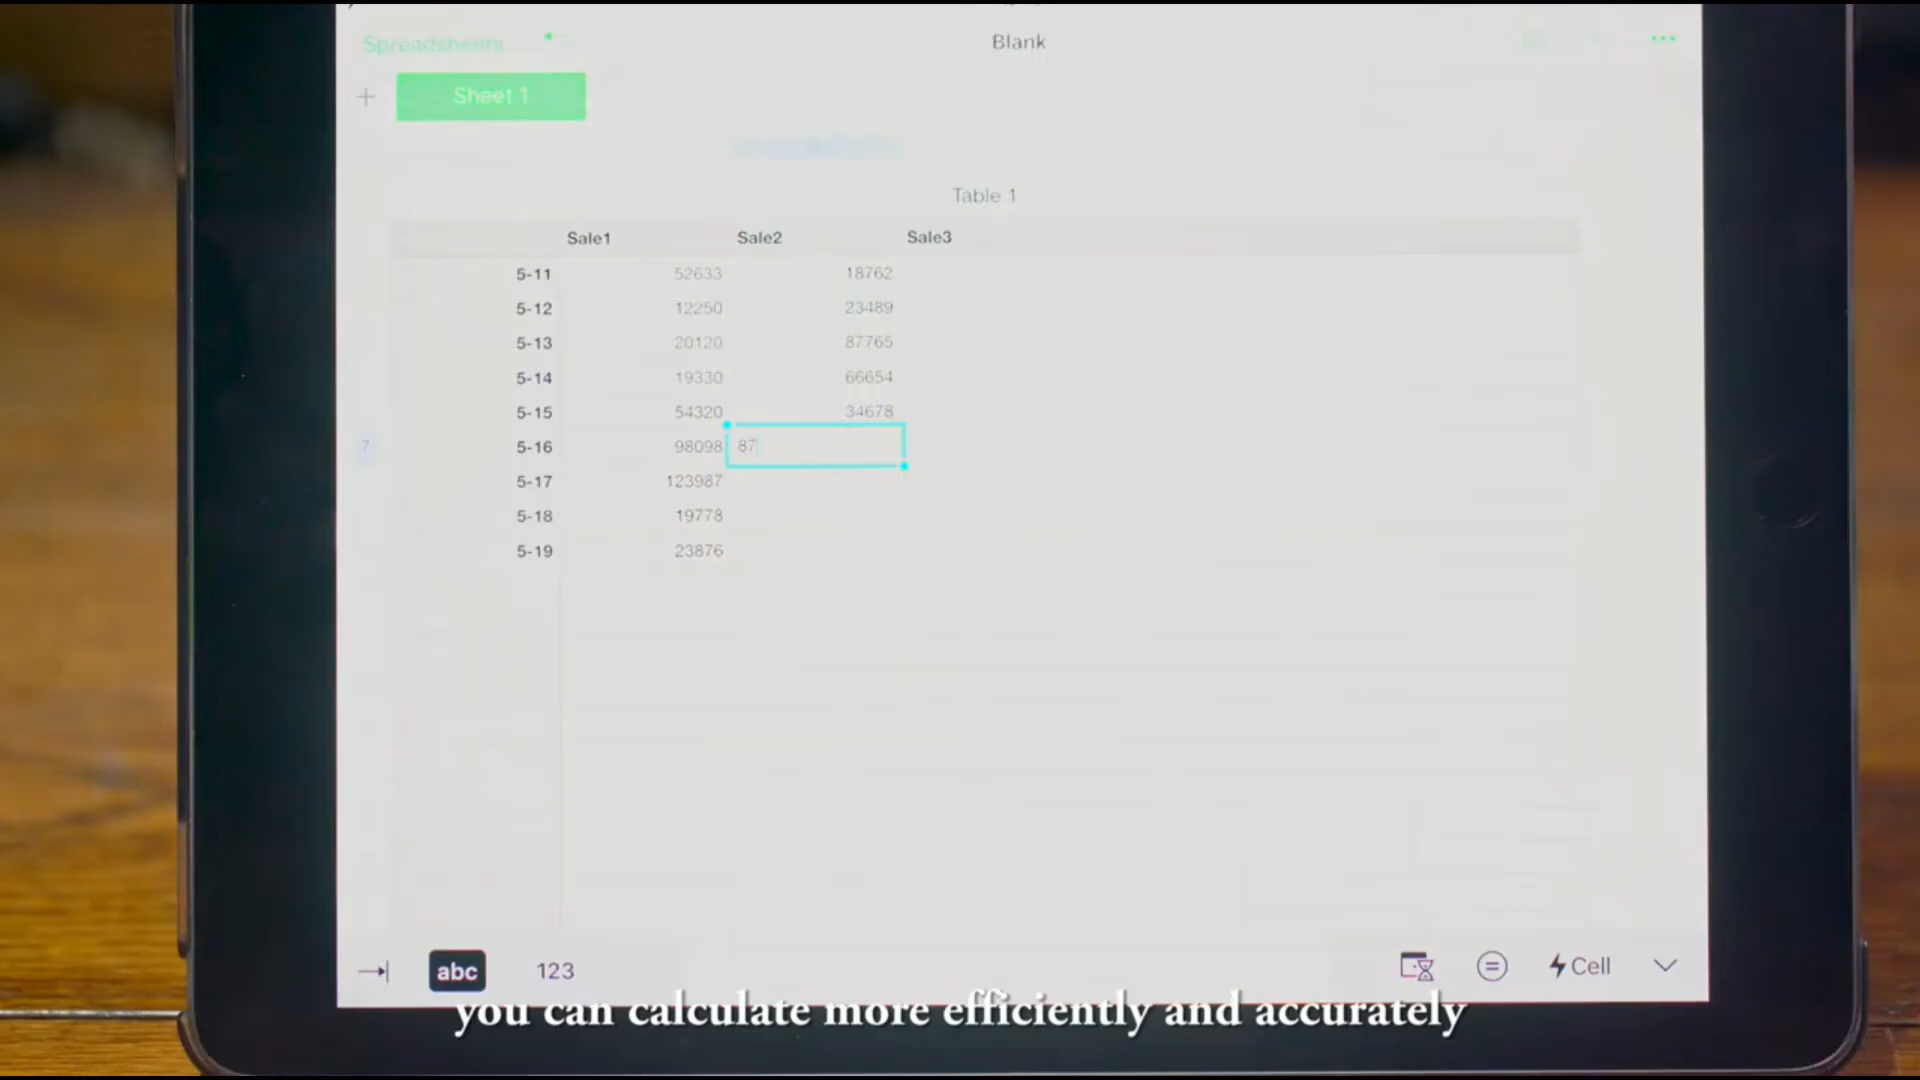 Spreadsheets
Blank
Sheet 1
Table 1
Sale1 Sale2 Sale3
5-11 52633 18762
5-12 12250 23489
5-13 20120 87765
5-14 19330 66654
5-15 54320 34678
7 5-16 98098 87
5-17 123987
5-18 19778
5-19 23876
abc 123 Cell
you can calculate more efficiently and accurately